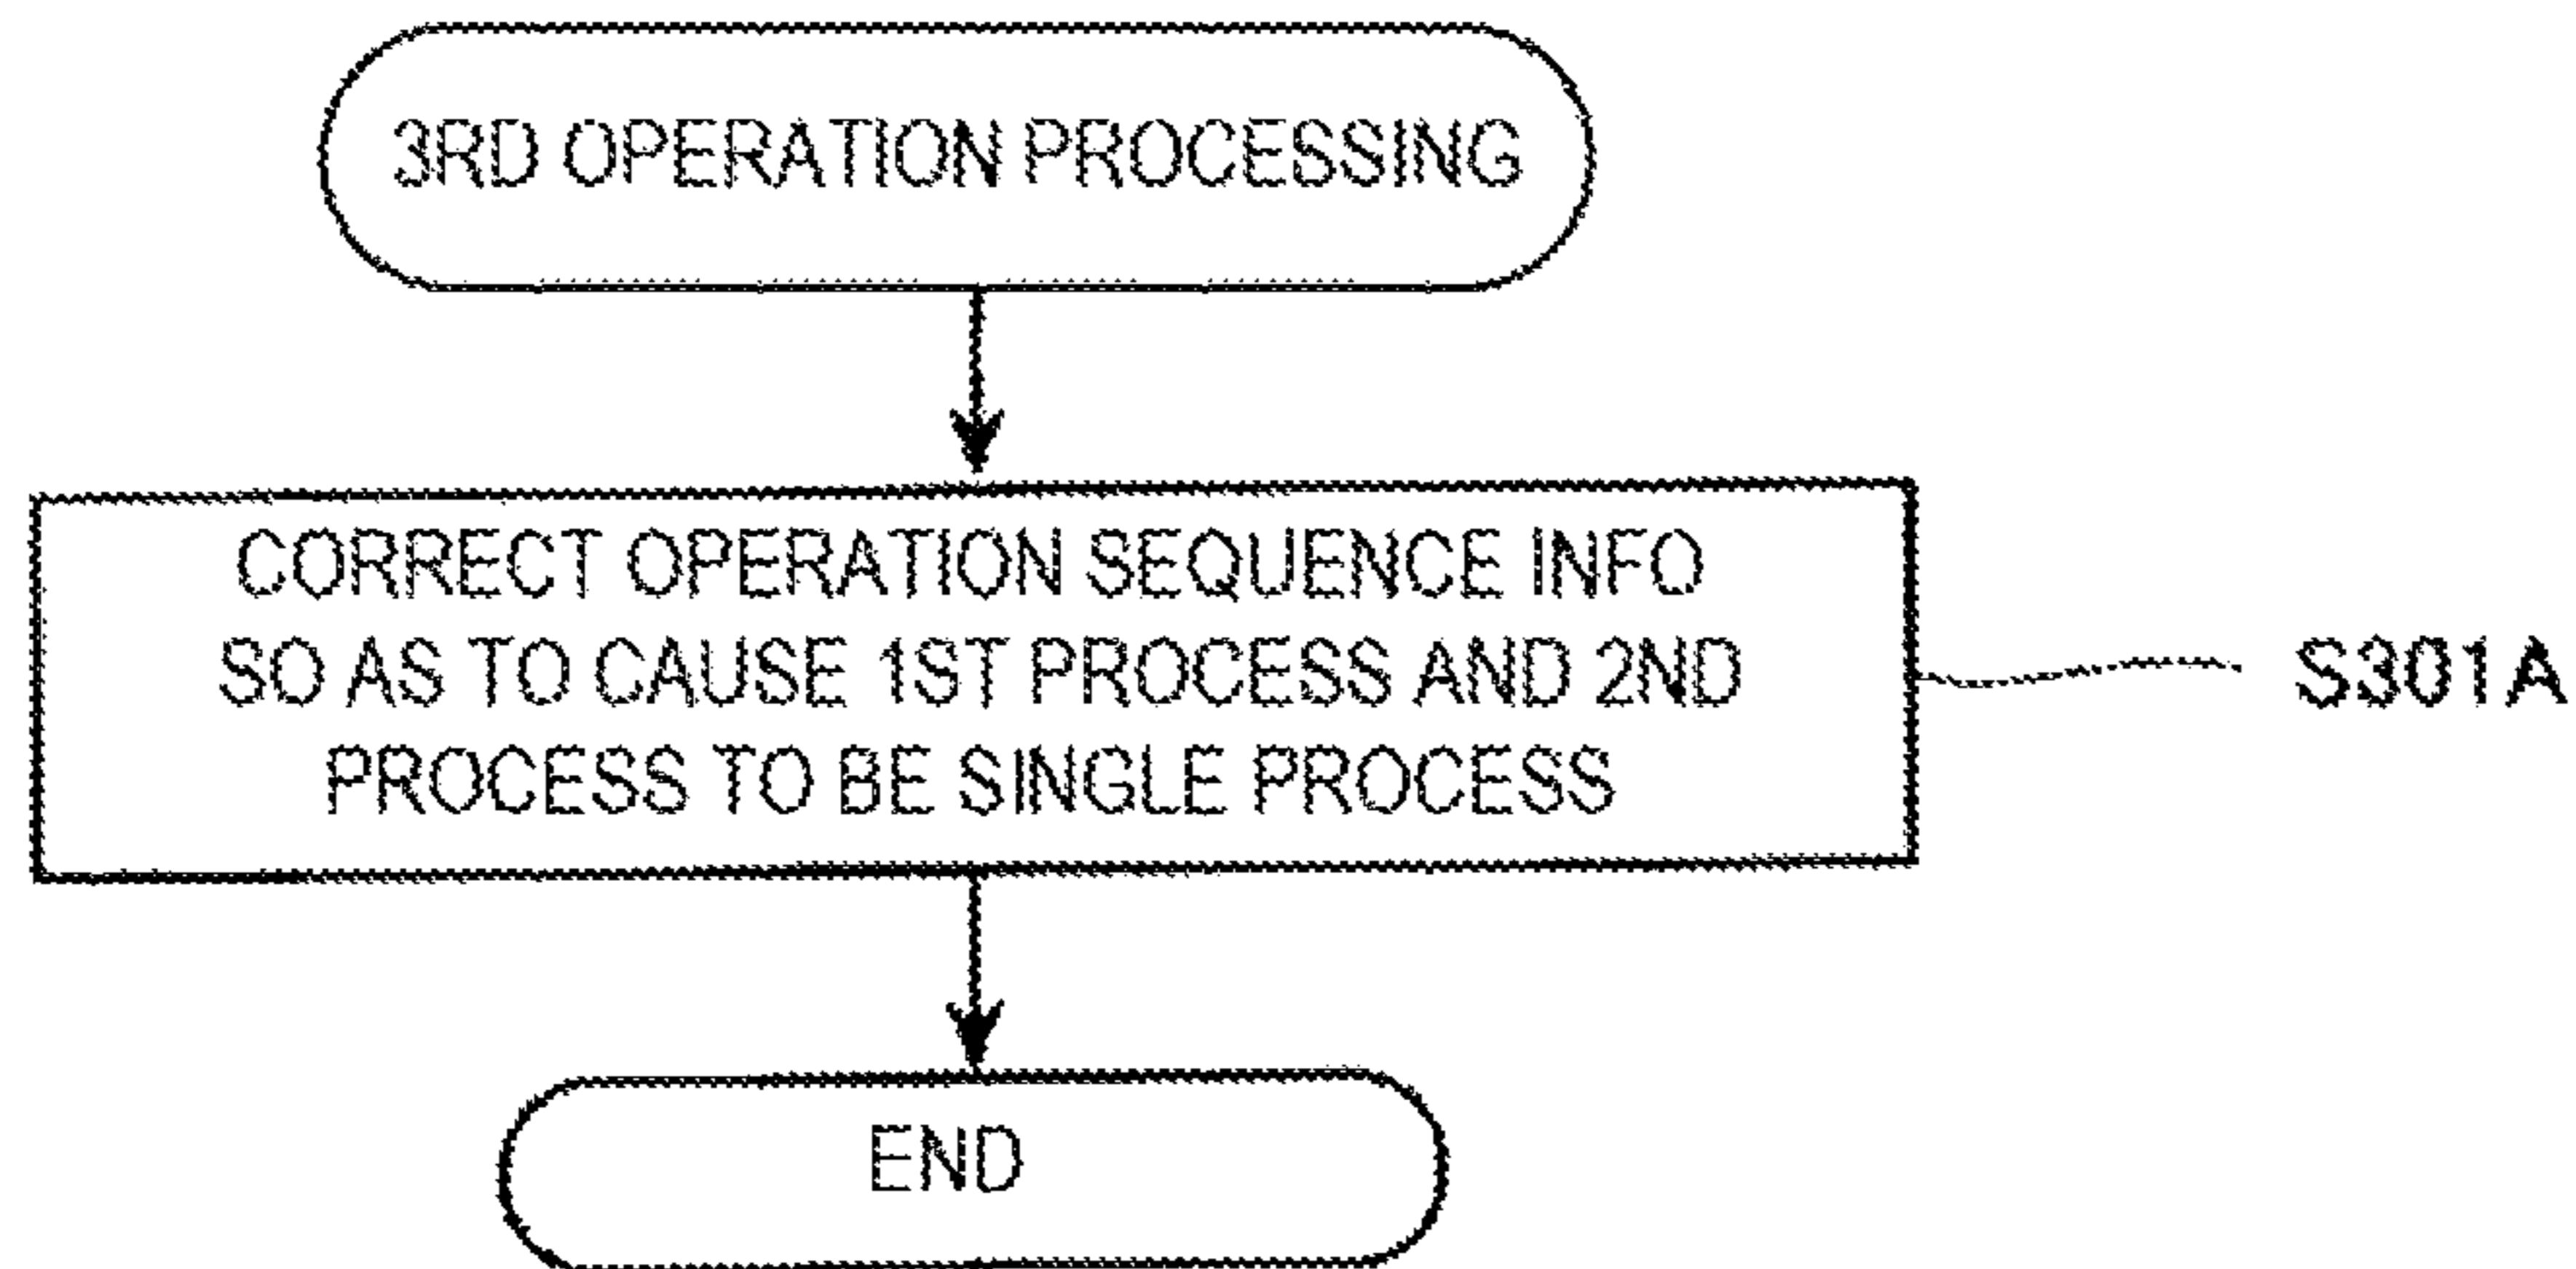 3RD OPERATION PROCESSING
CORRECT OPERATION SEQUENCE INFO
SO AS TO CAUSE 1ST PROCESS AND 2ND
PROCESS TO BE SINGLE PROCESS
S301A
END